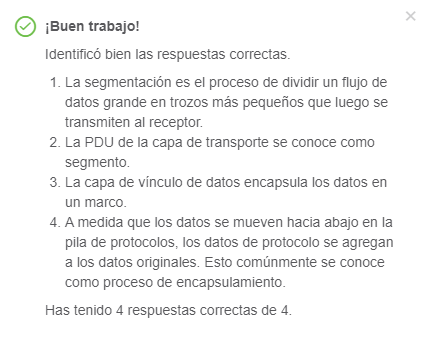 ¡Buen trabajo!
Identificó bien las respuestas correctas.
1. La segmentación es el proceso de dividir un flujo de
datos grande en trozos más pequeños que luego se
transmiten al receptor.
2. La PDU de la capa de transporte se conoce como
segmento.
3. La capa de vínculo de datos encapsula los datos en
un marco.
4. A medida que los datos se mueven hacia abajo en la
pila de protocolos, los datos de protocolo se agregan
a los datos originales. Esto comúnmente se conoce
como proceso de encapsulamiento.
Has tenido 4 respuestas correctas de 4.